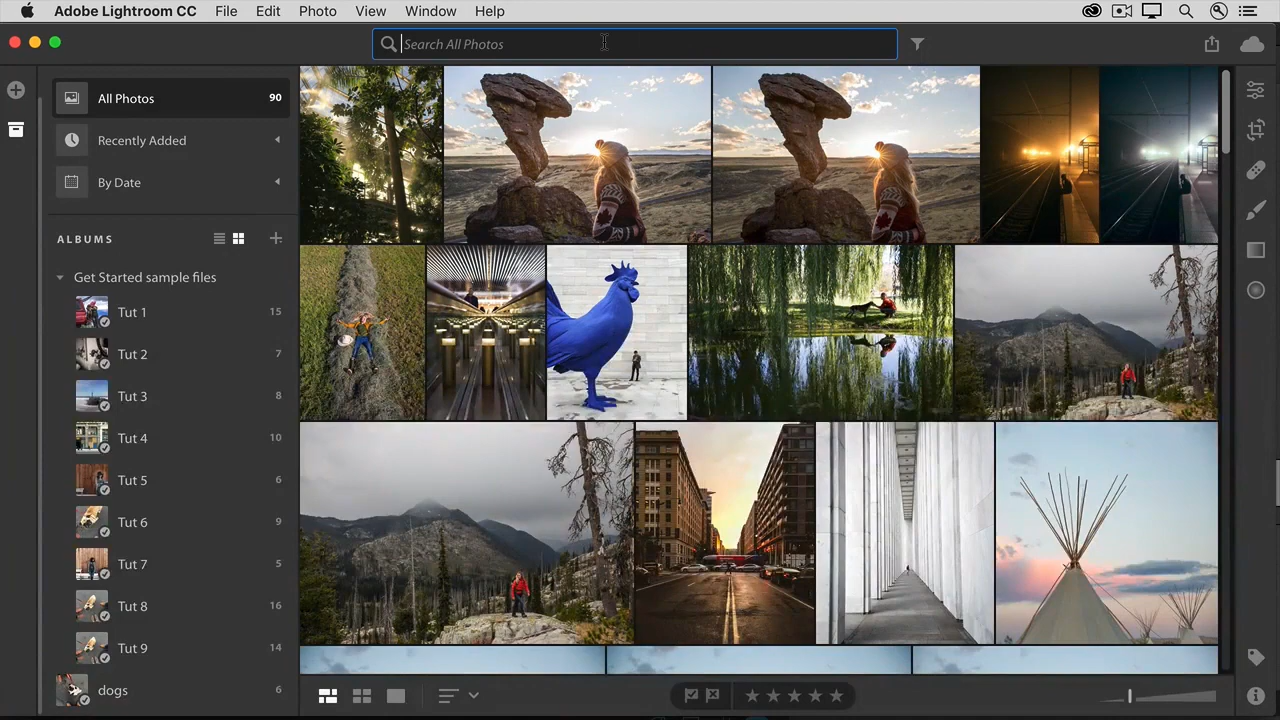 Adobe Lightroom CC File Edit Photo View Window Help
Search All Photos
All Photos 90
Recently Added
By Date
ALBUMS
Get Started sample files
Tut 1 15
Tut 2 7
Tut 3 8
Tut 4 10
Tut 5 6
Tut 6 9
Tut 7 5
Tut 8 16
Tut 9 14
dogs 6